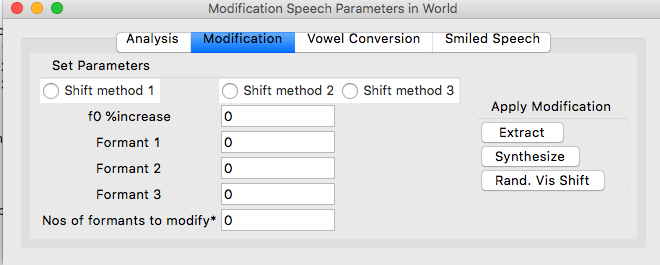 Modification Speech Parameters in World
Analysis Modification Vowel Conversion Smiled Speech
Set Parameters
Shift method 1 Shift method 2 Shift method 3
f0 %increase 0
Formant 1 0
Formant 2 0
Formant 3 0
Nos of formants to modify* 0
Apply Modification
Extract
Synthesize
Rand. Vis Shift